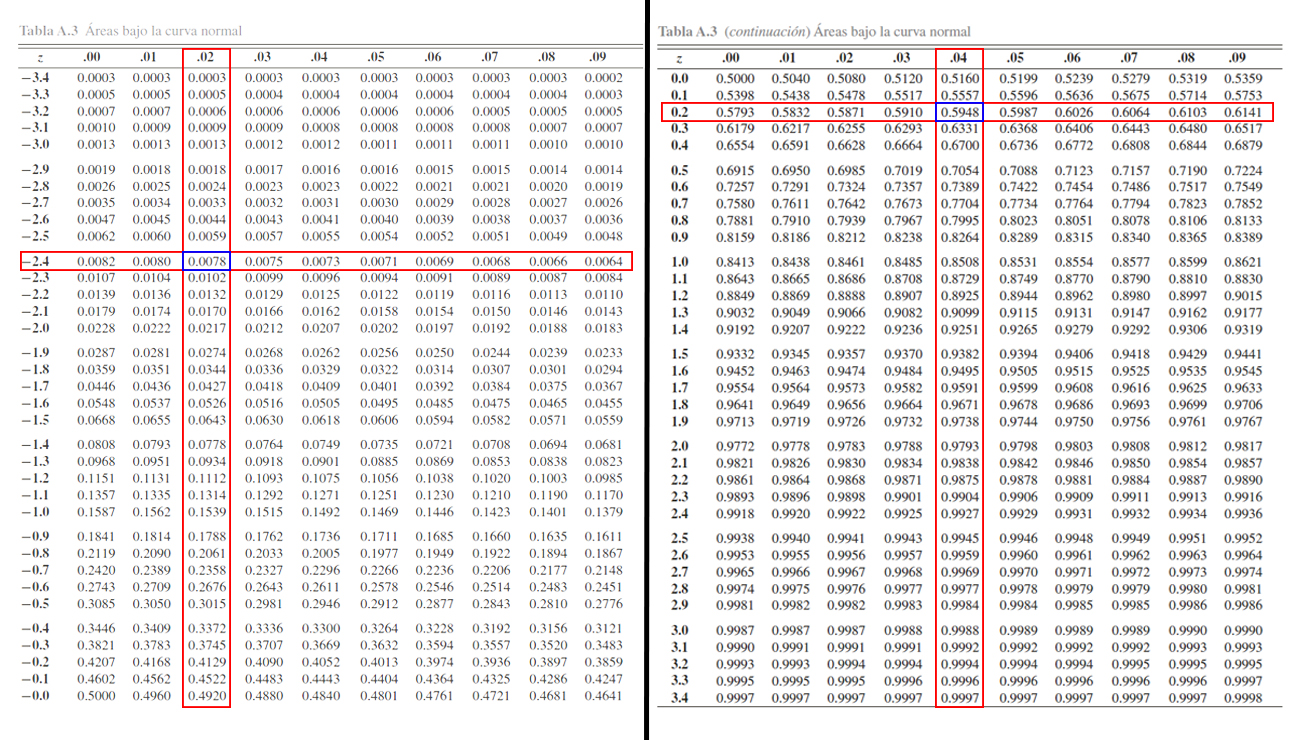 Tabla A.3 Áreas bajo la curva normal
z .00 .01 .02 .03 .04 .05 .06 .07 .08 .09
−3.4 0.0003 0.0003 0.0003 0.0003 0.0003 0.0003 0.0003 0.0003 0.0003 0.0002
−3.3 0.0005 0.0005 0.0005 0.0004 0.0004 0.0004 0.0004 0.0004 0.0004 0.0003
−3.2 0.0007 0.0007 0.0006 0.0006 0.0006 0.0006 0.0006 0.0005 0.0005 0.0005
−3.1 0.0010 0.0009 0.0009 0.0009 0.0008 0.0008 0.0008 0.0008 0.0007 0.0007
−3.0 0.0013 0.0013 0.0013 0.0012 0.0012 0.0011 0.0011 0.0011 0.0010 0.0010
−2.9 0.0019 0.0018 0.0018 0.0017 0.0016 0.0016 0.0015 0.0015 0.0014 0.0014
−2.8 0.0026 0.0025 0.0024 0.0023 0.0023 0.0022 0.0021 0.0021 0.0020 0.0019
−2.7 0.0035 0.0034 0.0033 0.0032 0.0031 0.0030 0.0029 0.0028 0.0027 0.0026
−2.6 0.0047 0.0045 0.0044 0.0043 0.0041 0.0040 0.0039 0.0038 0.0037 0.0036
−2.5 0.0062 0.0060 0.0059 0.0057 0.0055 0.0054 0.0052 0.0051 0.0049 0.0048
−2.4 0.0082 0.0080 0.0078 0.0075 0.0073 0.0071 0.0069 0.0068 0.0066 0.0064
−2.3 0.0107 0.0104 0.0102 0.0099 0.0096 0.0094 0.0091 0.0089 0.0087 0.0084
−2.2 0.0139 0.0136 0.0132 0.0129 0.0125 0.0122 0.0119 0.0116 0.0113 0.0110
−2.1 0.0179 0.0174 0.0170 0.0166 0.0162 0.0158 0.0154 0.0150 0.0146 0.0143
−2.0 0.0228 0.0222 0.0217 0.0212 0.0207 0.0202 0.0197 0.0192 0.0188 0.0183
−1.9 0.0287 0.0281 0.0274 0.0268 0.0262 0.0256 0.0250 0.0244 0.0239 0.0233
−1.8 0.0359 0.0351 0.0344 0.0336 0.0329 0.0322 0.0314 0.0307 0.0301 0.0294
−1.7 0.0446 0.0436 0.0427 0.0418 0.0409 0.0401 0.0392 0.0384 0.0375 0.0367
−1.6 0.0548 0.0537 0.0526 0.0516 0.0505 0.0495 0.0485 0.0475 0.0465 0.0455
−1.5 0.0668 0.0655 0.0643 0.0630 0.0618 0.0606 0.0594 0.0582 0.0571 0.0559
−1.4 0.0808 0.0793 0.0778 0.0764 0.0749 0.0735 0.0721 0.0708 0.0694 0.0681
−1.3 0.0968 0.0951 0.0934 0.0918 0.0901 0.0885 0.0869 0.0853 0.0838 0.0823
−1.2 0.1151 0.1131 0.1112 0.1093 0.1075 0.1056 0.1038 0.1020 0.1003 0.0985
−1.1 0.1357 0.1335 0.1314 0.1292 0.1271 0.1251 0.1230 0.1210 0.1190 0.1170
−1.0 0.1587 0.1562 0.1539 0.1515 0.1492 0.1469 0.1446 0.1423 0.1401 0.1379
−0.9 0.1841 0.1814 0.1788 0.1762 0.1736 0.1711 0.1685 0.1660 0.1635 0.1611
−0.8 0.2119 0.2090 0.2061 0.2033 0.2005 0.1977 0.1949 0.1922 0.1894 0.1867
−0.7 0.2420 0.2389 0.2358 0.2327 0.2296 0.2266 0.2236 0.2206 0.2177 0.2148
−0.6 0.2743 0.2709 0.2676 0.2643 0.2611 0.2578 0.2546 0.2514 0.2483 0.2451
−0.5 0.3085 0.3050 0.3015 0.2981 0.2946 0.2912 0.2877 0.2843 0.2810 0.2776
−0.4 0.3446 0.3409 0.3372 0.3336 0.3300 0.3264 0.3228 0.3192 0.3156 0.3121
−0.3 0.3821 0.3783 0.3745 0.3707 0.3669 0.3632 0.3594 0.3557 0.3520 0.3483
−0.2 0.4207 0.4168 0.4129 0.4090 0.4052 0.4013 0.3974 0.3936 0.3897 0.3859
−0.1 0.4602 0.4562 0.4522 0.4483 0.4443 0.4404 0.4364 0.4325 0.4286 0.4247
−0.0 0.5000 0.4960 0.4920 0.4880 0.4840 0.4801 0.4761 0.4721 0.4681 0.4641
Tabla A.3 (continuación) Áreas bajo la curva normal
z .00 .01 .02 .03 .04 .05 .06 .07 .08 .09
0.0 0.5000 0.5040 0.5080 0.5120 0.5160 0.5199 0.5239 0.5279 0.5319 0.5359
0.1 0.5398 0.5438 0.5478 0.5517 0.5557 0.5596 0.5636 0.5675 0.5714 0.5753
0.2 0.5793 0.5832 0.5871 0.5910 0.5948 0.5987 0.6026 0.6064 0.6103 0.6141
0.3 0.6179 0.6217 0.6255 0.6293 0.6331 0.6368 0.6406 0.6443 0.6480 0.6517
0.4 0.6554 0.6591 0.6628 0.6664 0.6700 0.6736 0.6772 0.6808 0.6844 0.6879
0.5 0.6915 0.6950 0.6985 0.7019 0.7054 0.7088 0.7123 0.7157 0.7190 0.7224
0.6 0.7257 0.7291 0.7324 0.7357 0.7389 0.7422 0.7454 0.7486 0.7517 0.7549
0.7 0.7580 0.7611 0.7642 0.7673 0.7704 0.7734 0.7764 0.7794 0.7823 0.7852
0.8 0.7881 0.7910 0.7939 0.7967 0.7995 0.8023 0.8051 0.8078 0.8106 0.8133
0.9 0.8159 0.8186 0.8212 0.8238 0.8264 0.8289 0.8315 0.8340 0.8365 0.8389
1.0 0.8413 0.8438 0.8461 0.8485 0.8508 0.8531 0.8554 0.8577 0.8599 0.8621
1.1 0.8643 0.8665 0.8686 0.8708 0.8729 0.8749 0.8770 0.8790 0.8810 0.8830
1.2 0.8849 0.8869 0.8888 0.8907 0.8925 0.8944 0.8962 0.8980 0.8997 0.9015
1.3 0.9032 0.9049 0.9066 0.9082 0.9099 0.9115 0.9131 0.9147 0.9162 0.9177
1.4 0.9192 0.9207 0.9222 0.9236 0.9251 0.9265 0.9279 0.9292 0.9306 0.9319
1.5 0.9332 0.9345 0.9357 0.9370 0.9382 0.9394 0.9406 0.9418 0.9429 0.9441
1.6 0.9452 0.9463 0.9474 0.9484 0.9495 0.9505 0.9515 0.9525 0.9535 0.9545
1.7 0.9554 0.9564 0.9573 0.9582 0.9591 0.9599 0.9608 0.9616 0.9625 0.9633
1.8 0.9641 0.9649 0.9656 0.9664 0.9671 0.9678 0.9686 0.9693 0.9699 0.9706
1.9 0.9713 0.9719 0.9726 0.9732 0.9738 0.9744 0.9750 0.9756 0.9761 0.9767
2.0 0.9772 0.9778 0.9783 0.9788 0.9793 0.9798 0.9803 0.9808 0.9812 0.9817
2.1 0.9821 0.9826 0.9830 0.9834 0.9838 0.9842 0.9846 0.9850 0.9854 0.9857
2.2 0.9861 0.9864 0.9868 0.9871 0.9875 0.9878 0.9881 0.9884 0.9887 0.9890
2.3 0.9893 0.9896 0.9898 0.9901 0.9904 0.9906 0.9909 0.9911 0.9913 0.9916
2.4 0.9918 0.9920 0.9922 0.9925 0.9927 0.9929 0.9931 0.9932 0.9934 0.9936
2.5 0.9938 0.9940 0.9941 0.9943 0.9945 0.9946 0.9948 0.9949 0.9951 0.9952
2.6 0.9953 0.9955 0.9956 0.9957 0.9959 0.9960 0.9961 0.9962 0.9963 0.9964
2.7 0.9965 0.9966 0.9967 0.9968 0.9969 0.9970 0.9971 0.9972 0.9973 0.9974
2.8 0.9974 0.9975 0.9976 0.9977 0.9977 0.9978 0.9979 0.9979 0.9980 0.9981
2.9 0.9981 0.9982 0.9982 0.9983 0.9984 0.9984 0.9985 0.9985 0.9986 0.9986
3.0 0.9987 0.9987 0.9987 0.9988 0.9988 0.9989 0.9989 0.9989 0.9990 0.9990
3.1 0.9990 0.9991 0.9991 0.9991 0.9992 0.9992 0.9992 0.9992 0.9993 0.9993
3.2 0.9993 0.9993 0.9994 0.9994 0.9994 0.9994 0.9994 0.9995 0.9995 0.9995
3.3 0.9995 0.9995 0.9995 0.9996 0.9996 0.9996 0.9996 0.9996 0.9996 0.9997
3.4 0.9997 0.9997 0.9997 0.9997 0.9997 0.9997 0.9997 0.9997 0.9997 0.9998